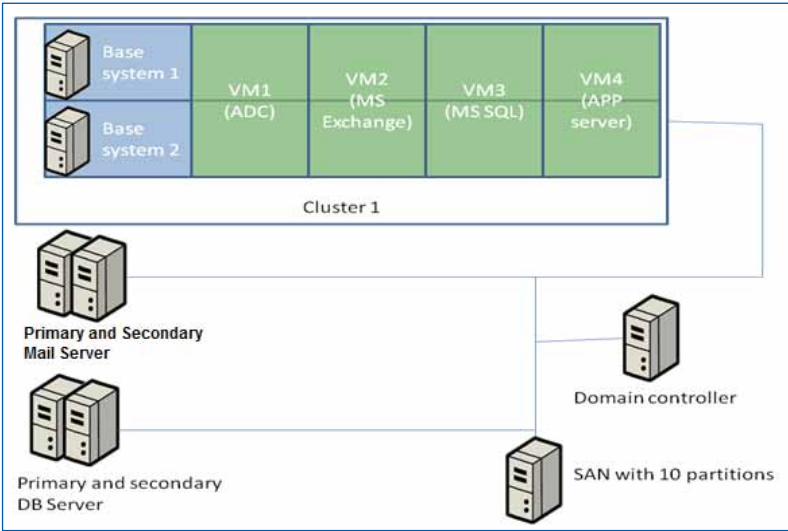 Base
system 1
Base
system 2
VM1
(ADC)
VM2
(MS
Exchange)
VM3
(MS SQL)
VM4
(APP
server)
Cluster 1
Primary and Secondary
Mail Server
Domain controller
Primary and secondary
DB Server
SAN with 10 partitions